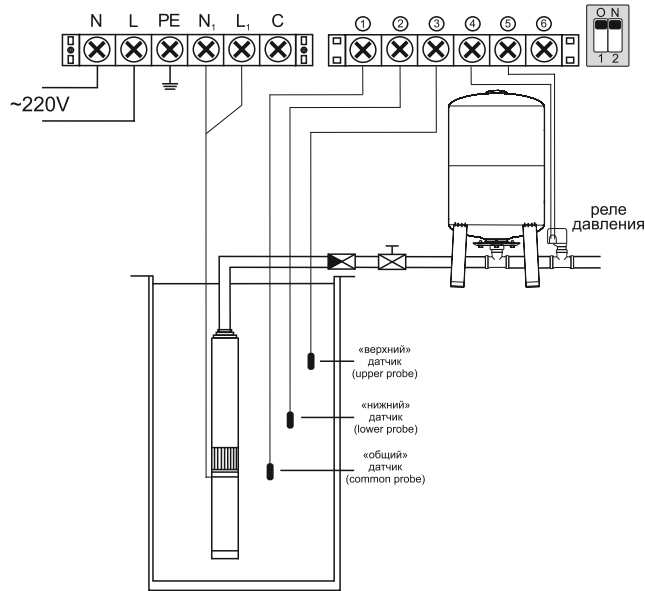 N L PE N₁ L₁ C
① ② ③ ④ ⑤ ⑥
O N
1 2
~220V
реле
давления
«верхний»
датчик
(upper probe)
«нижний»
датчик
(lower probe)
«общий»
датчик
(common probe)